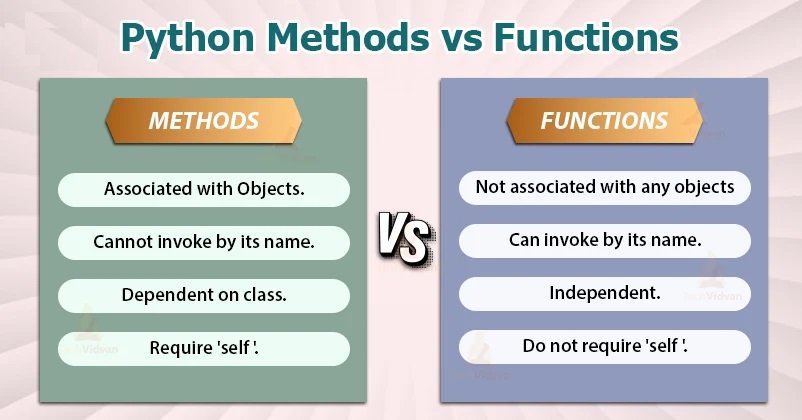 Python Methods vs Functions
METHODS
Associated with Objects.
Cannot invoke by its name.
Dependent on class.
Require 'self '.
VS
FUNCTIONS
Not associated with any objects
Can invoke by its name.
Independent.
Do not require 'self '.